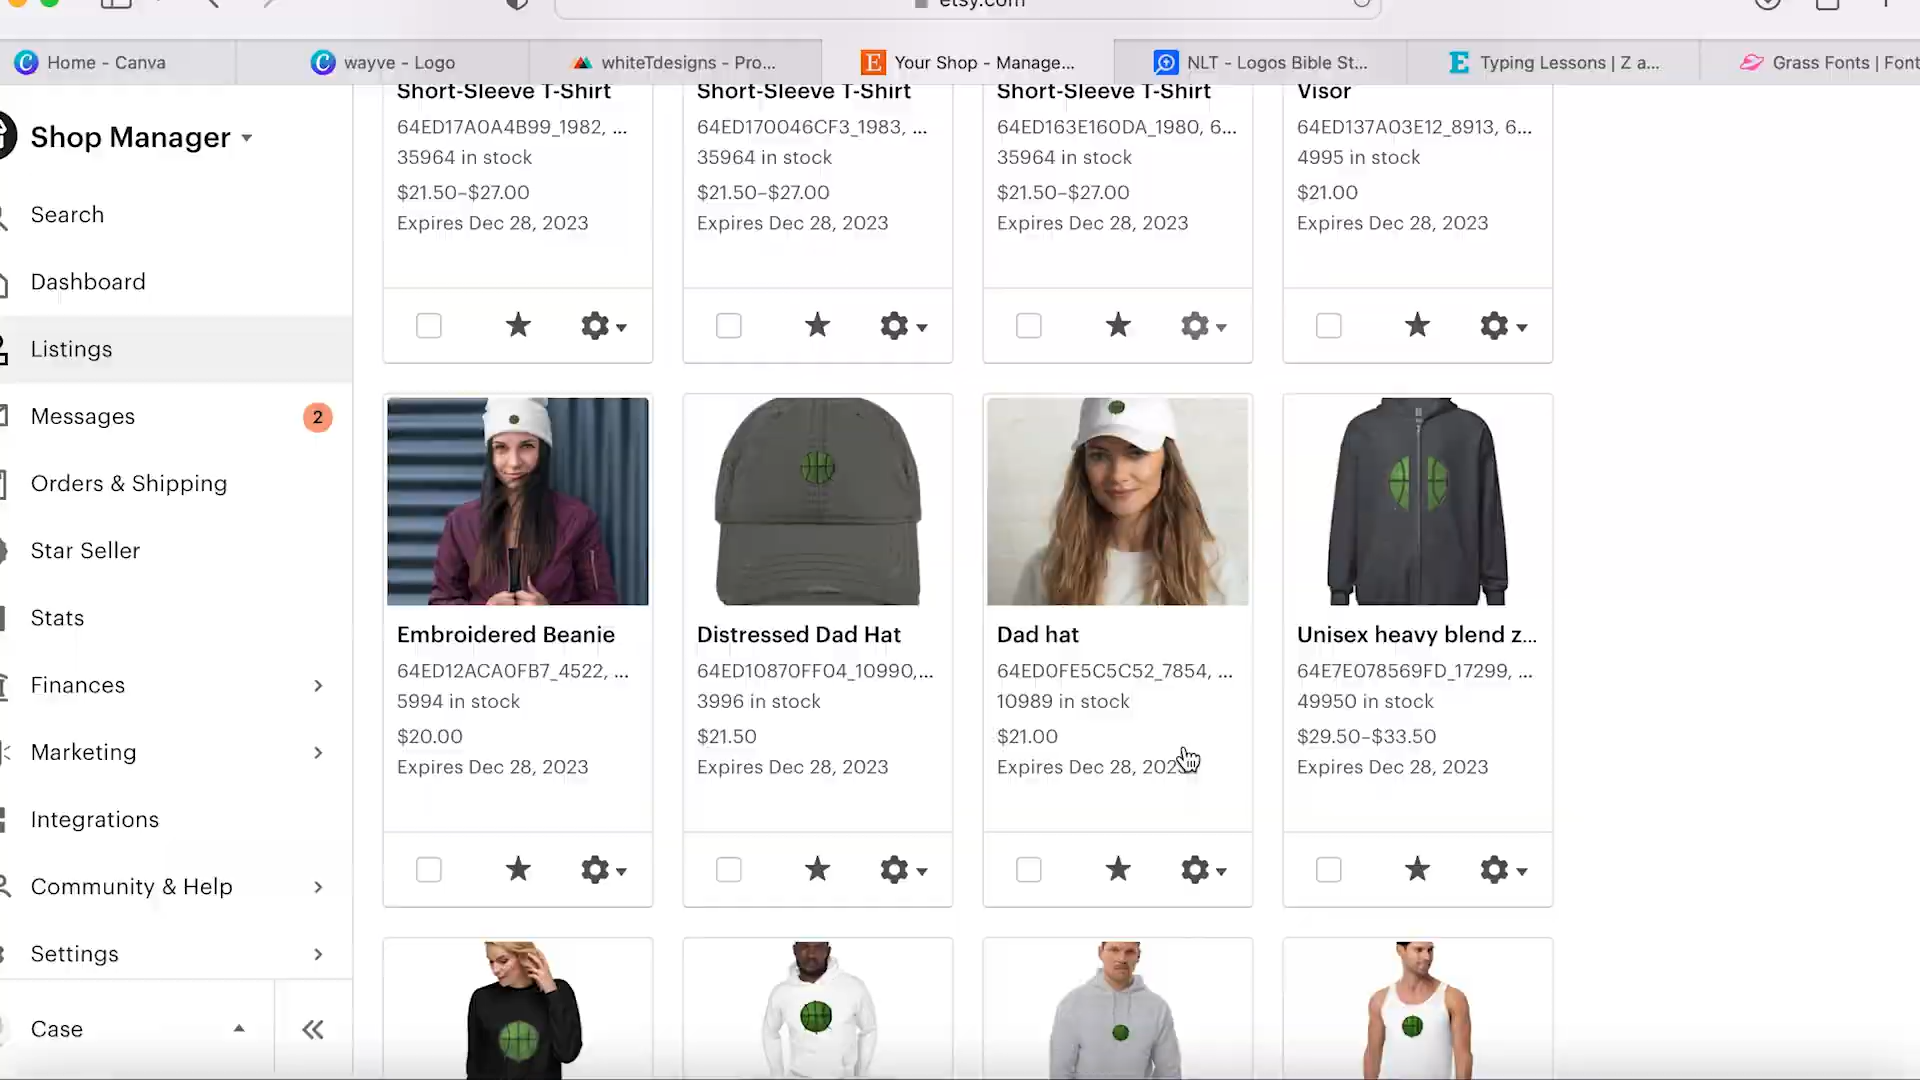 etsy.com
Home - Canva
wayve - Logo
whiteTdesigns - Pro...
Your Shop - Manage...
NLT - Logos Bible St...
Typing Lessons | Z a...
Grass Fonts | Font
Shop Manager
Search
Dashboard
Listings
Messages
2
Orders & Shipping
Star Seller
Stats
Finances
Marketing
Integrations
Community & Help
Settings
Case
Short-Sleeve T-Shirt
64ED17A0A4B99_1982, ...
35964 in stock
$21.50–$27.00
Expires Dec 28, 2023
Short-Sleeve T-Shirt
64ED170046CF3_1983, ...
35964 in stock
$21.50–$27.00
Expires Dec 28, 2023
Short-Sleeve T-Shirt
64ED163E160DA_1980, 6...
35964 in stock
$21.50–$27.00
Expires Dec 28, 2023
Visor
64ED137A03E12_8913, 6...
4995 in stock
$21.00
Expires Dec 28, 2023
Embroidered Beanie
64ED12ACA0FB7_4522, ...
5994 in stock
$20.00
Expires Dec 28, 2023
Distressed Dad Hat
64ED10870FF04_10990,...
3996 in stock
$21.50
Expires Dec 28, 2023
Dad hat
64ED0FE5C5C52_7854, ...
10989 in stock
$21.00
Expires Dec 28, 2023
Unisex heavy blend z...
64E7E078569FD_17299, ...
49950 in stock
$29.50–$33.50
Expires Dec 28, 2023